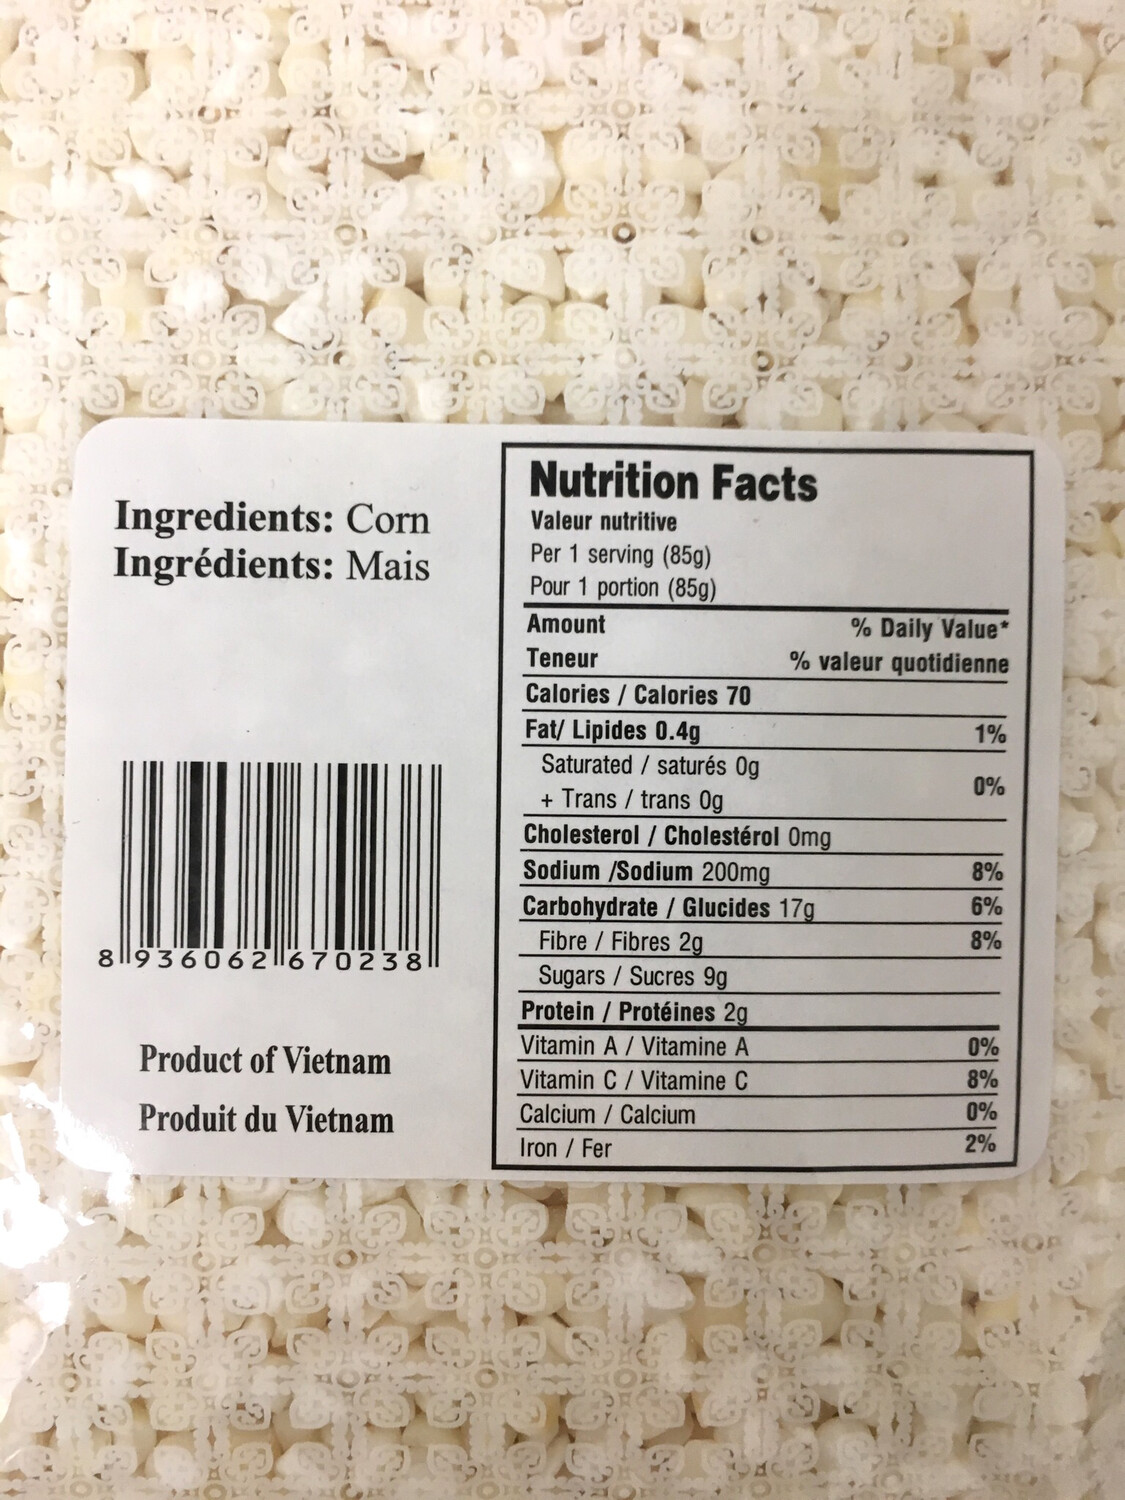 Ingredients: Corn
Ingrédients: Mais
8 936062 670238
Product of Vietnam
Produit du Vietnam
Nutrition Facts
Valeur nutritive
Per 1 serving (85g)
Pour 1 portion (85g)
Amount % Daily Value*
Teneur % valeur quotidienne
Calories / Calories 70
Fat/ Lipides 0.4g 1%
Saturated / saturés 0g
+ Trans / trans 0g 0%
Cholesterol / Cholestérol 0mg
Sodium /Sodium 200mg 8%
Carbohydrate / Glucides 17g 6%
Fibre / Fibres 2g 8%
Sugars / Sucres 9g
Protein / Protéines 2g
Vitamin A / Vitamine A 0%
Vitamin C / Vitamine C 8%
Calcium / Calcium 0%
Iron / Fer 2%